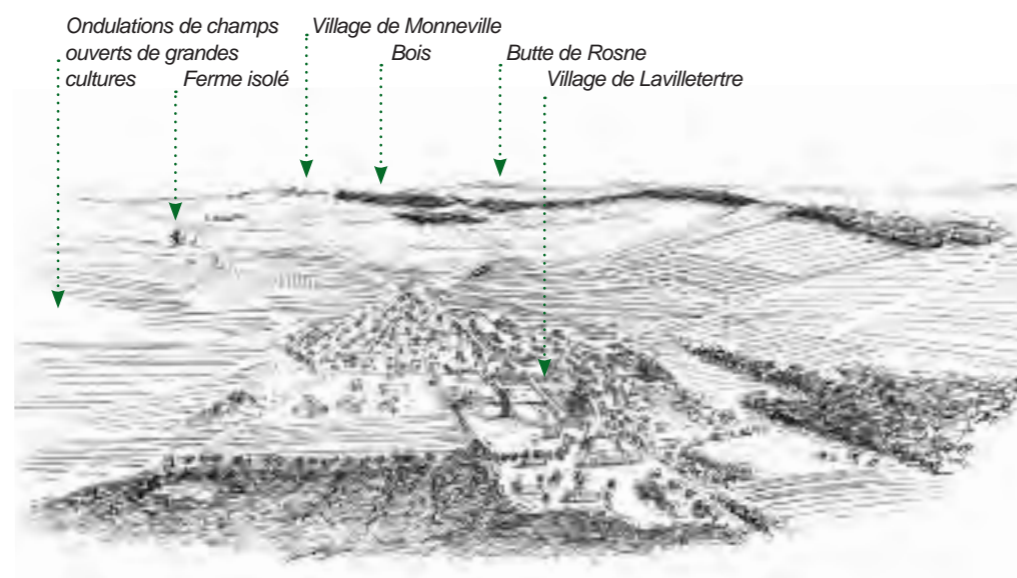 Ondulations de champs
ouverts de grandes
cultures
Ferme isolé
Village de Monneville
Bois
Butte de Rosne
Village de Lavilletertre